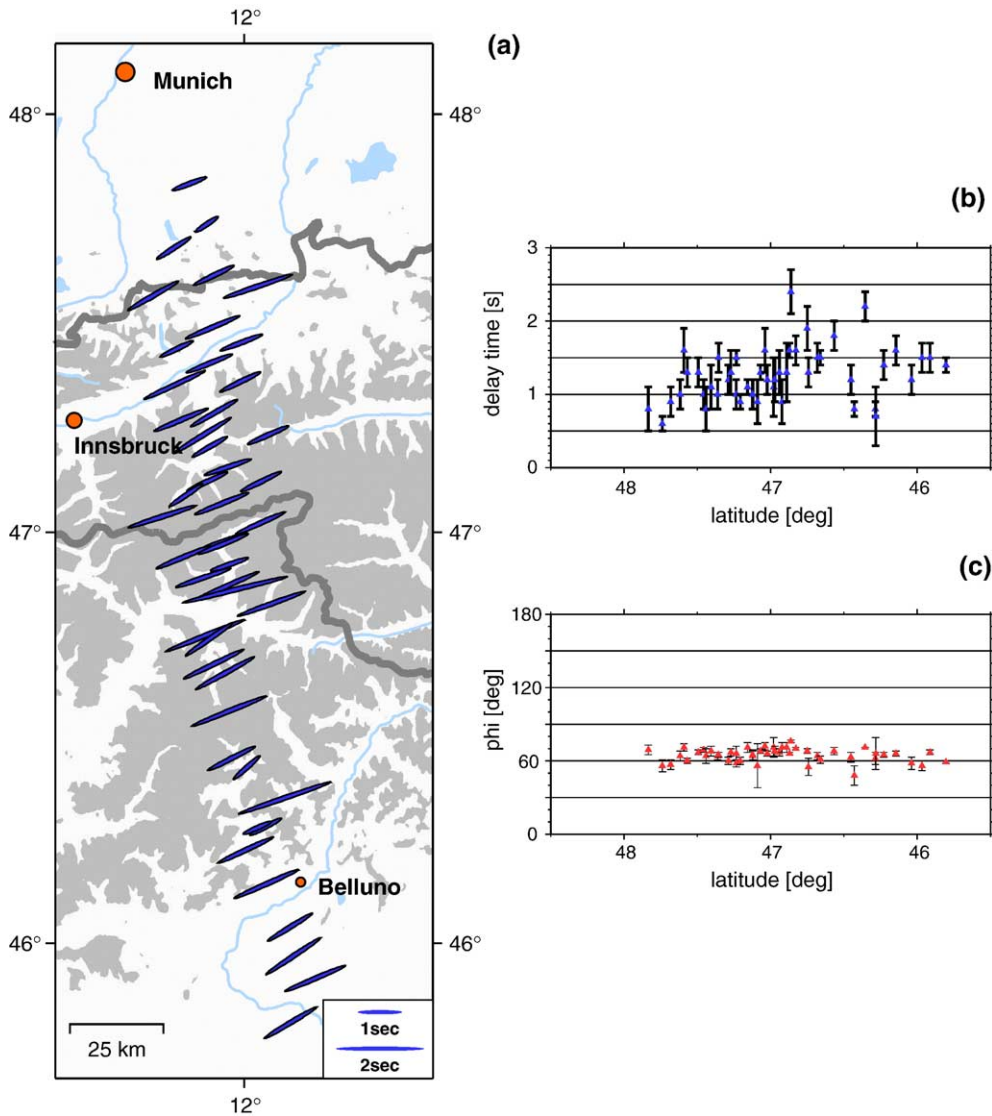 12°
(a)
Munich
48°
48°
Innsbruck
47°
47°
Belluno
46°
46°
1sec
2sec
25 km
12°
(b)
3
2
1
0
delay time [s]
48
47
46
latitude [deg]
(c)
180
120
60
0
phi [deg]
48
47
46
latitude [deg]